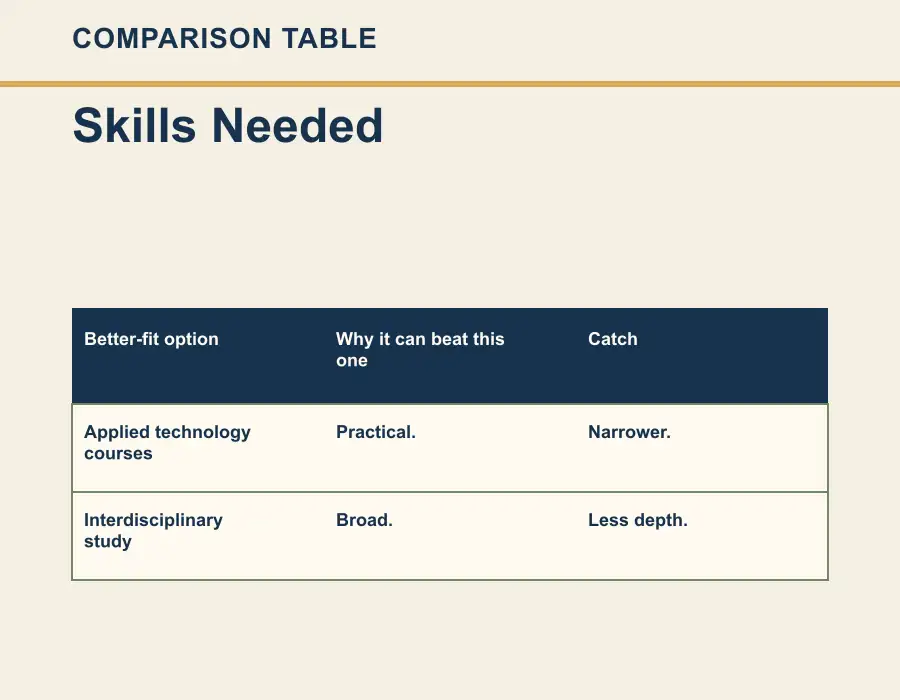 COMPARISON TABLE
Skills Needed
Better-fit option
Why it can beat this
one
Catch
Applied technology
courses
Practical.
Narrower.
Interdisciplinary
study
Broad.
Less depth.